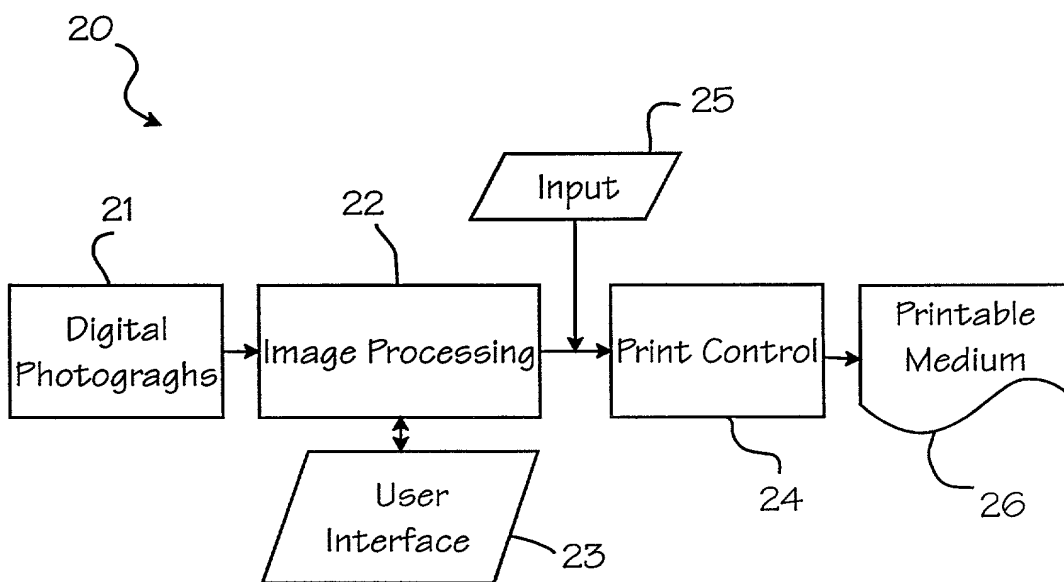 20
25
Input
21
22
Digital
Photograghs
Image Processing
Print Control
Printable
Medium
User
Interface
23
24
26